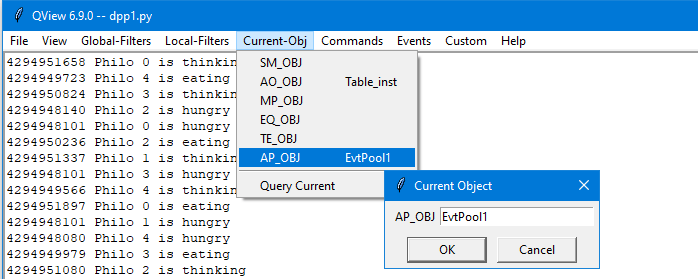 QView 6.9.0 -- dpp1.py
File View Global-Filters Local-Filters Current-Obj Commands Events Custom Help
4294951658 Philo 0 is thinkin
4294949723 Philo 4 is eating
4294950824 Philo 3 is thinkin
4294948140 Philo 2 is hungry
4294948101 Philo 0 is hungry
4294950236 Philo 2 is eating
4294951337 Philo 1 is thinkin
4294948101 Philo 3 is hungry
4294949566 Philo 4 is thinkin
4294951897 Philo 0 is eating
4294948101 Philo 1 is hungry
4294948080 Philo 4 is hungry
4294949979 Philo 3 is eating
4294951080 Philo 2 is thinking
SM_OBJ
AO_OBJ Table_inst
MP_OBJ
EQ_OBJ
TE_OBJ
AP_OBJ EvtPool1
Query Current
Current Object
AP_OBJ EvtPool1
OK Cancel